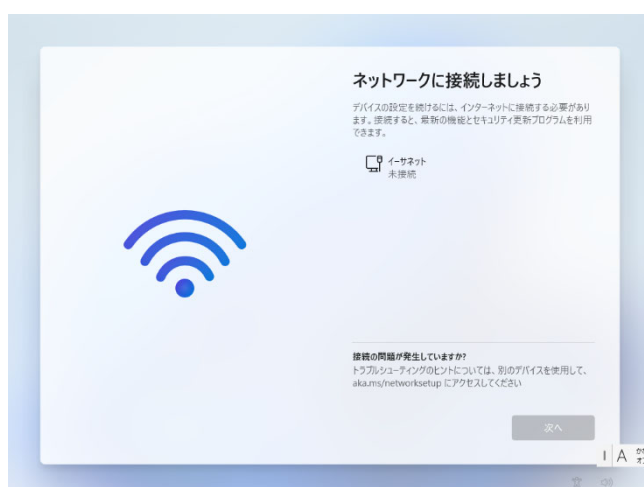 ネットワークに接続しましょう
デバイスの設定を続けるには、インターネットに接続する必要があり
ます。接続すると、最新の機能とセキュリティ更新プログラムを利用
できます。
イーサネット
未接続
接続の問題が発生していますか?
トラブルシューティングのヒントについては、別のデバイスを使用して、
aka.ms/networksetup にアクセスしてください
次へ
A